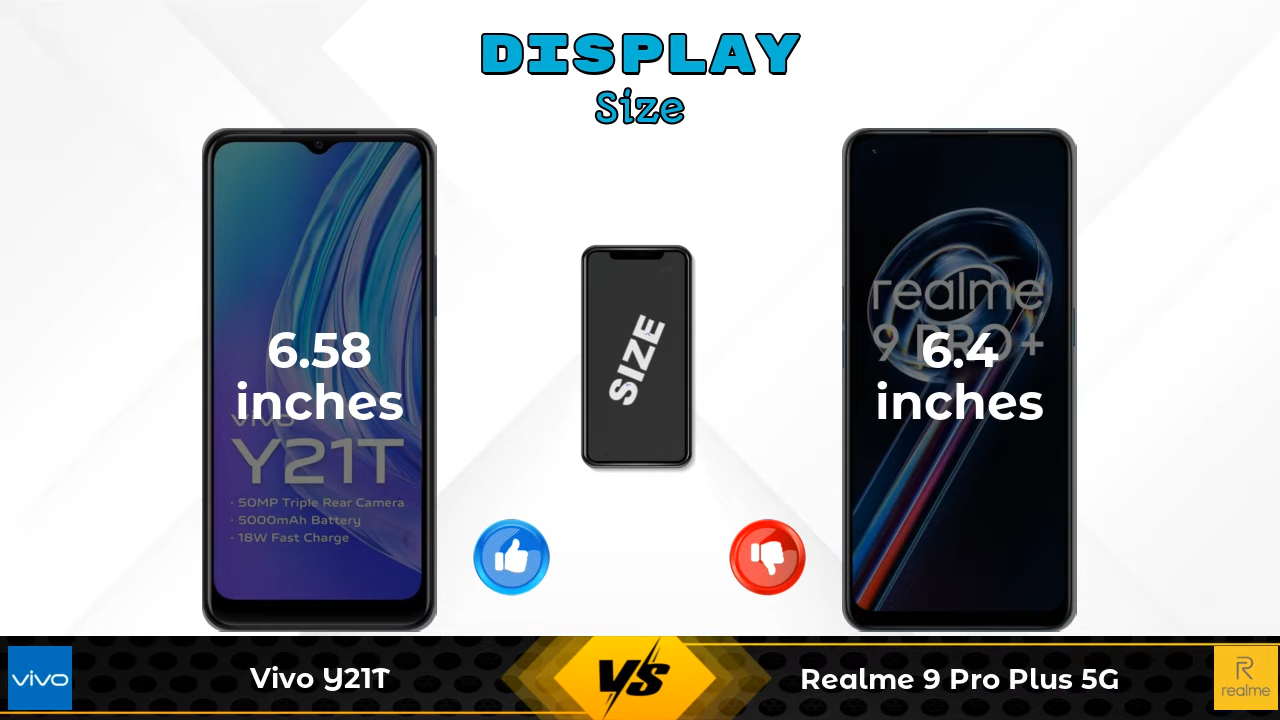 DISPLAY
Size
6.58
inches
vivo
Y21T
· 50MP Triple Rear Camera
· 5000mAh Battery
· 18W Fast Charge
SIZE
realme
9 PRO+
6.4
inches
vivo
Vivo Y21T
VS
Realme 9 Pro Plus 5G
R
realme